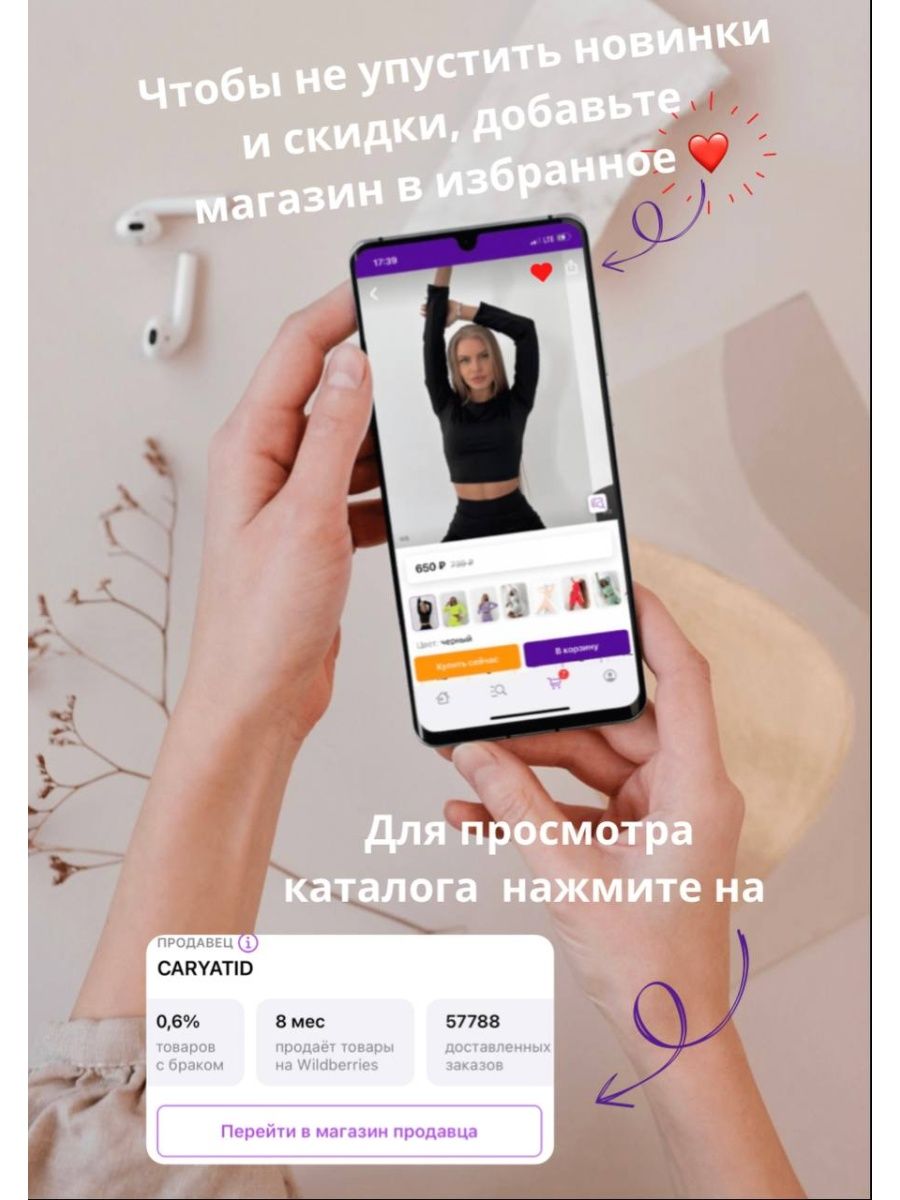 Чтобы не упустить новинки
и скидки, добавьте
магазин в избранное
17:39
LTE
650 ₽ 799 ₽
Цвет: черный
Купить сейчас
В корзину
Для просмотра
каталога нажмите на
ПРОДАВЕЦ
CARYATID
0,6%
товаров
с браком
8 мес
продаёт товары
на Wildberries
57788
доставленных
заказов
Перейти в магазин продавца